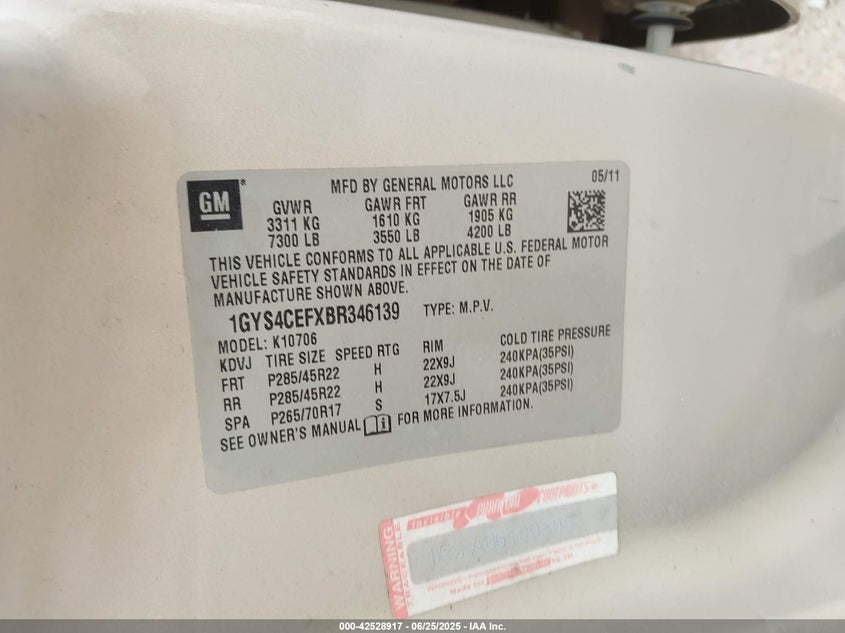 GM®
MFD BY GENERAL MOTORS LLC 05/11
GVWR GAWR FRT GAWR RR
3311 KG 1610 KG 1905 KG
7300 LB 3550 LB 4200 LB
THIS VEHICLE CONFORMS TO ALL APPLICABLE U.S. FEDERAL MOTOR
VEHICLE SAFETY STANDARDS IN EFFECT ON THE DATE OF
MANUFACTURE SHOWN ABOVE.
1GYS4CEFXBR346139 TYPE: M.P.V.
MODEL: K10706
KDVJ TIRE SIZE SPEED RTG RIM COLD TIRE PRESSURE
FRT P285/45R22 H 22X9J 240KPA(35PSI)
RR P285/45R22 H 22X9J 240KPA(35PSI)
SPA P265/70R17 S 17X7.5J 240KPA(35PSI)
SEE OWNER'S MANUAL FOR MORE INFORMATION.
WARNING
TRACEABLE
Invisible FOOTPRINTS
000-42528917 - 06/25/2025 - IAA Inc.